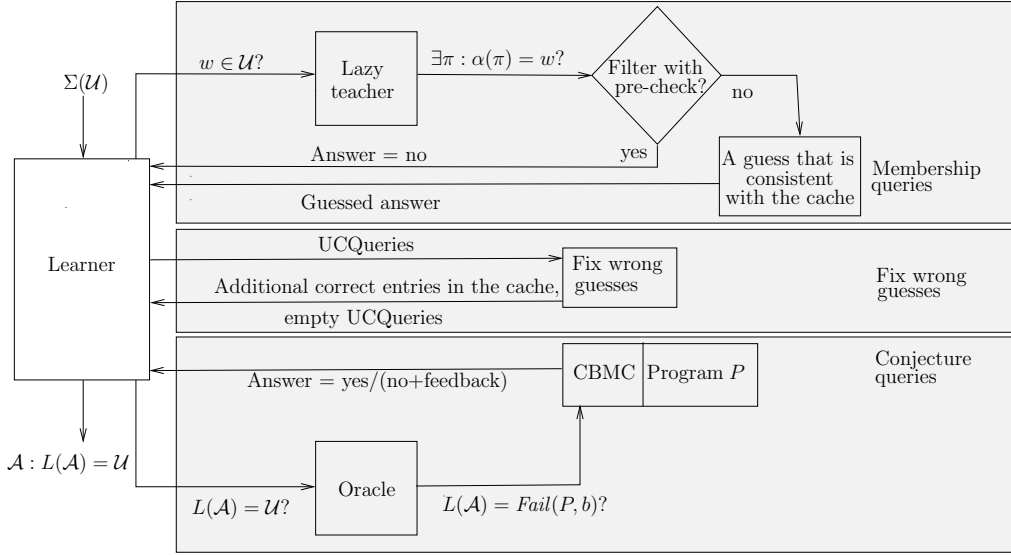 Σ(𝒰)
w ∈ 𝒰?
Lazy
teacher
∃π : α(π) = w?
Filter with
pre-check?
no
yes
Answer = no
A guess that is
consistent
with the cache
Guessed answer
Membership
queries
Learner
UCQueries
Fix wrong
guesses
Additional correct entries in the cache,
empty UCQueries
Fix wrong
guesses
Conjecture
queries
CBMC
Program P
Answer = yes/(no+feedback)
𝒜 : L(𝒜) = 𝒰
L(𝒜) = 𝒰?
Oracle
L(𝒜) = Fail(P, b)?